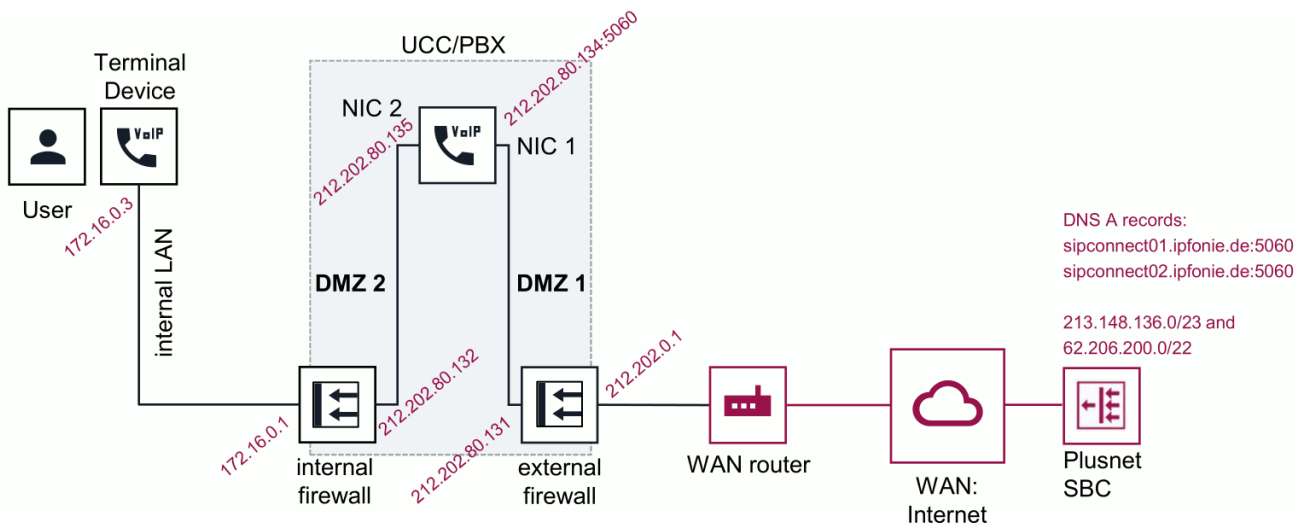 UCC/PBX
Terminal
Device
VoIP
User
172.16.0.3
internal LAN
NIC 2
212.202.80.135
VoIP
212.202.80.134:5060
NIC 1
DMZ 2
DMZ 1
172.16.0.1
212.202.80.132
internal
firewall
212.202.80.131
212.202.0.1
external
firewall
WAN router
WAN:
Internet
DNS A records:
sipconnect01.ipfonie.de:5060
sipconnect02.ipfonie.de:5060
213.148.136.0/23 and
62.206.200.0/22
Plusnet
SBC